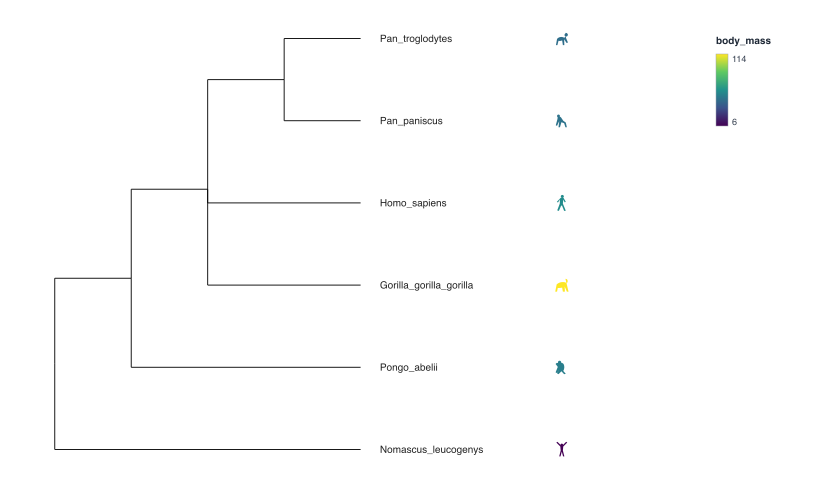 Pan_troglodytes
Pan_paniscus
Homo_sapiens
Gorilla_gorilla_gorilla
Pongo_abelii
Nomascus_leucogenys
body_mass
114
6